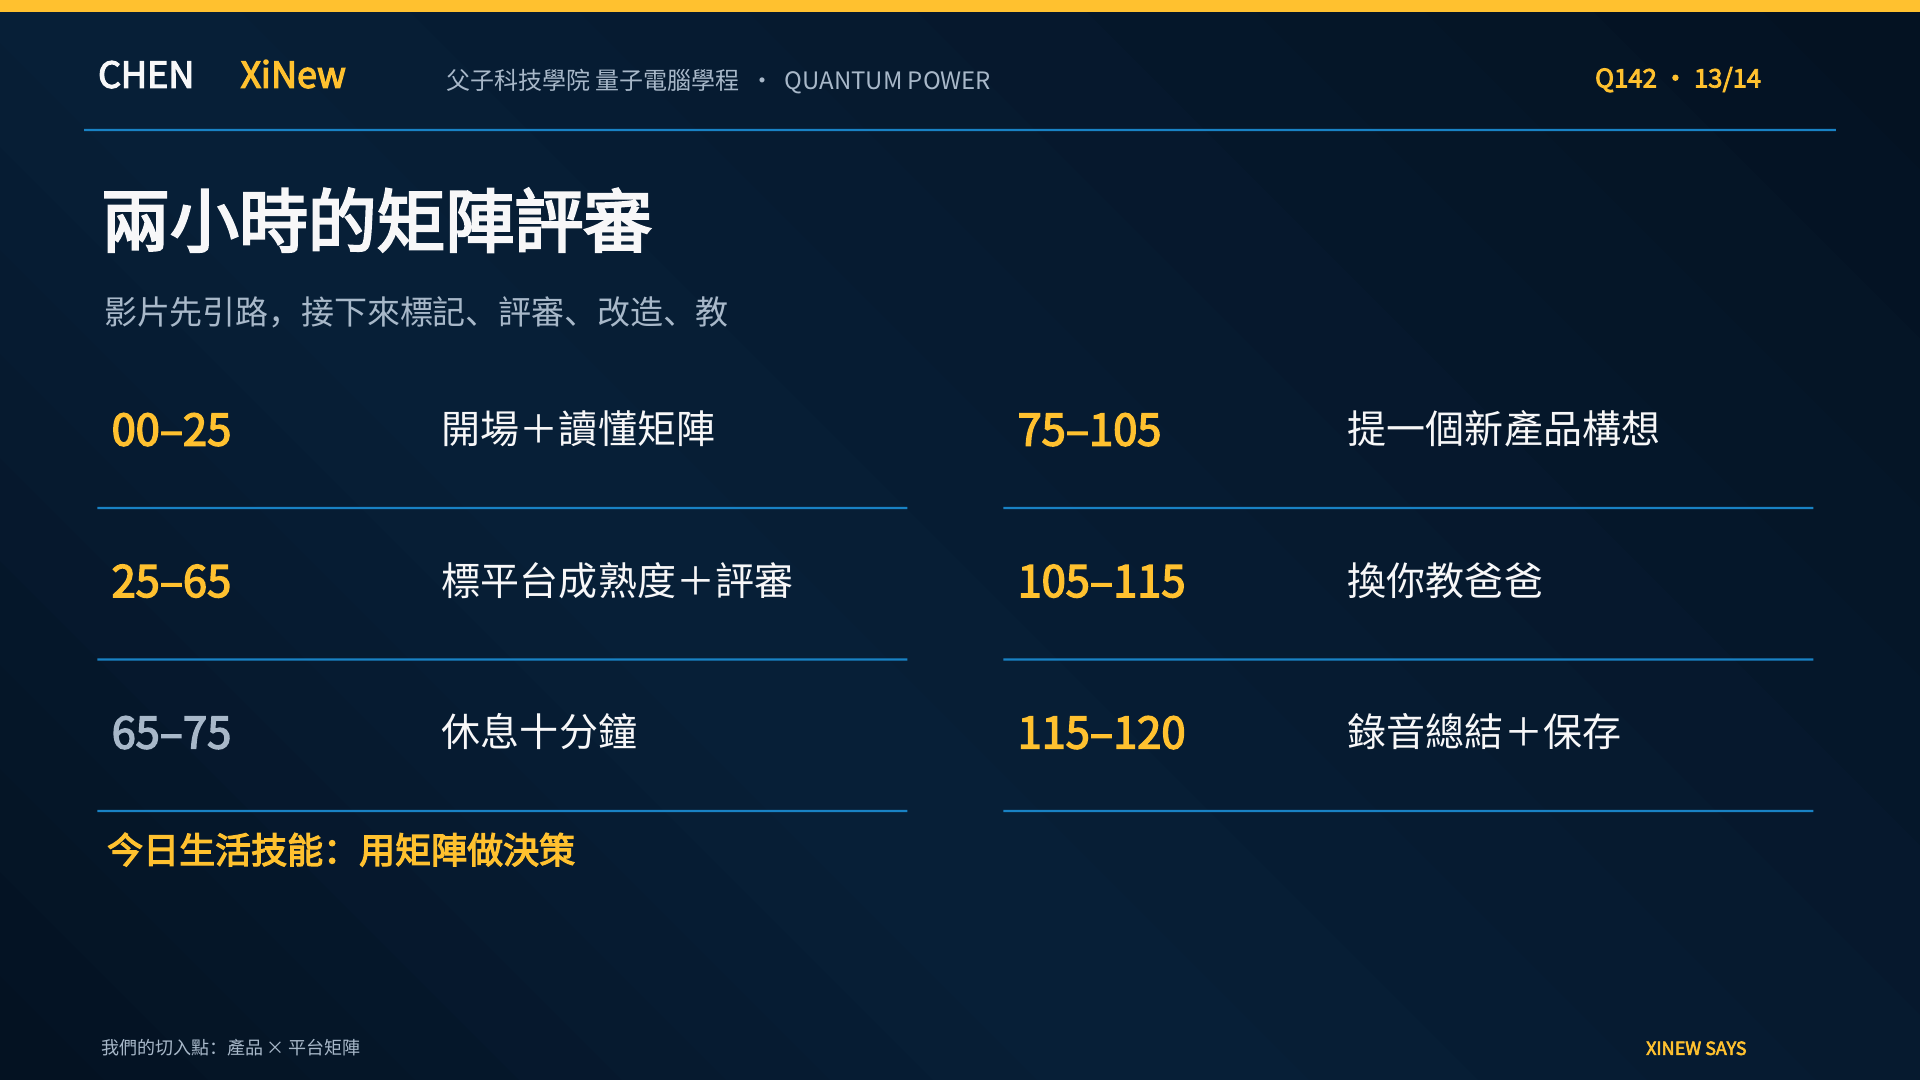 CHEN XiNew 父子科技學院 量子電腦學程 · QUANTUM POWER Q142 · 13/14
兩小時的矩陣評審
影片先引路，接下來標記、評審、改造、教
00–25 開場＋讀懂矩陣
25–65 標平台成熟度＋評審
65–75 休息十分鐘
75–105 提一個新產品構想
105–115 換你教爸爸
115–120 錄音總結＋保存
今日生活技能：用矩陣做決策
我們的切入點：產品 × 平台矩陣
XINEW SAYS